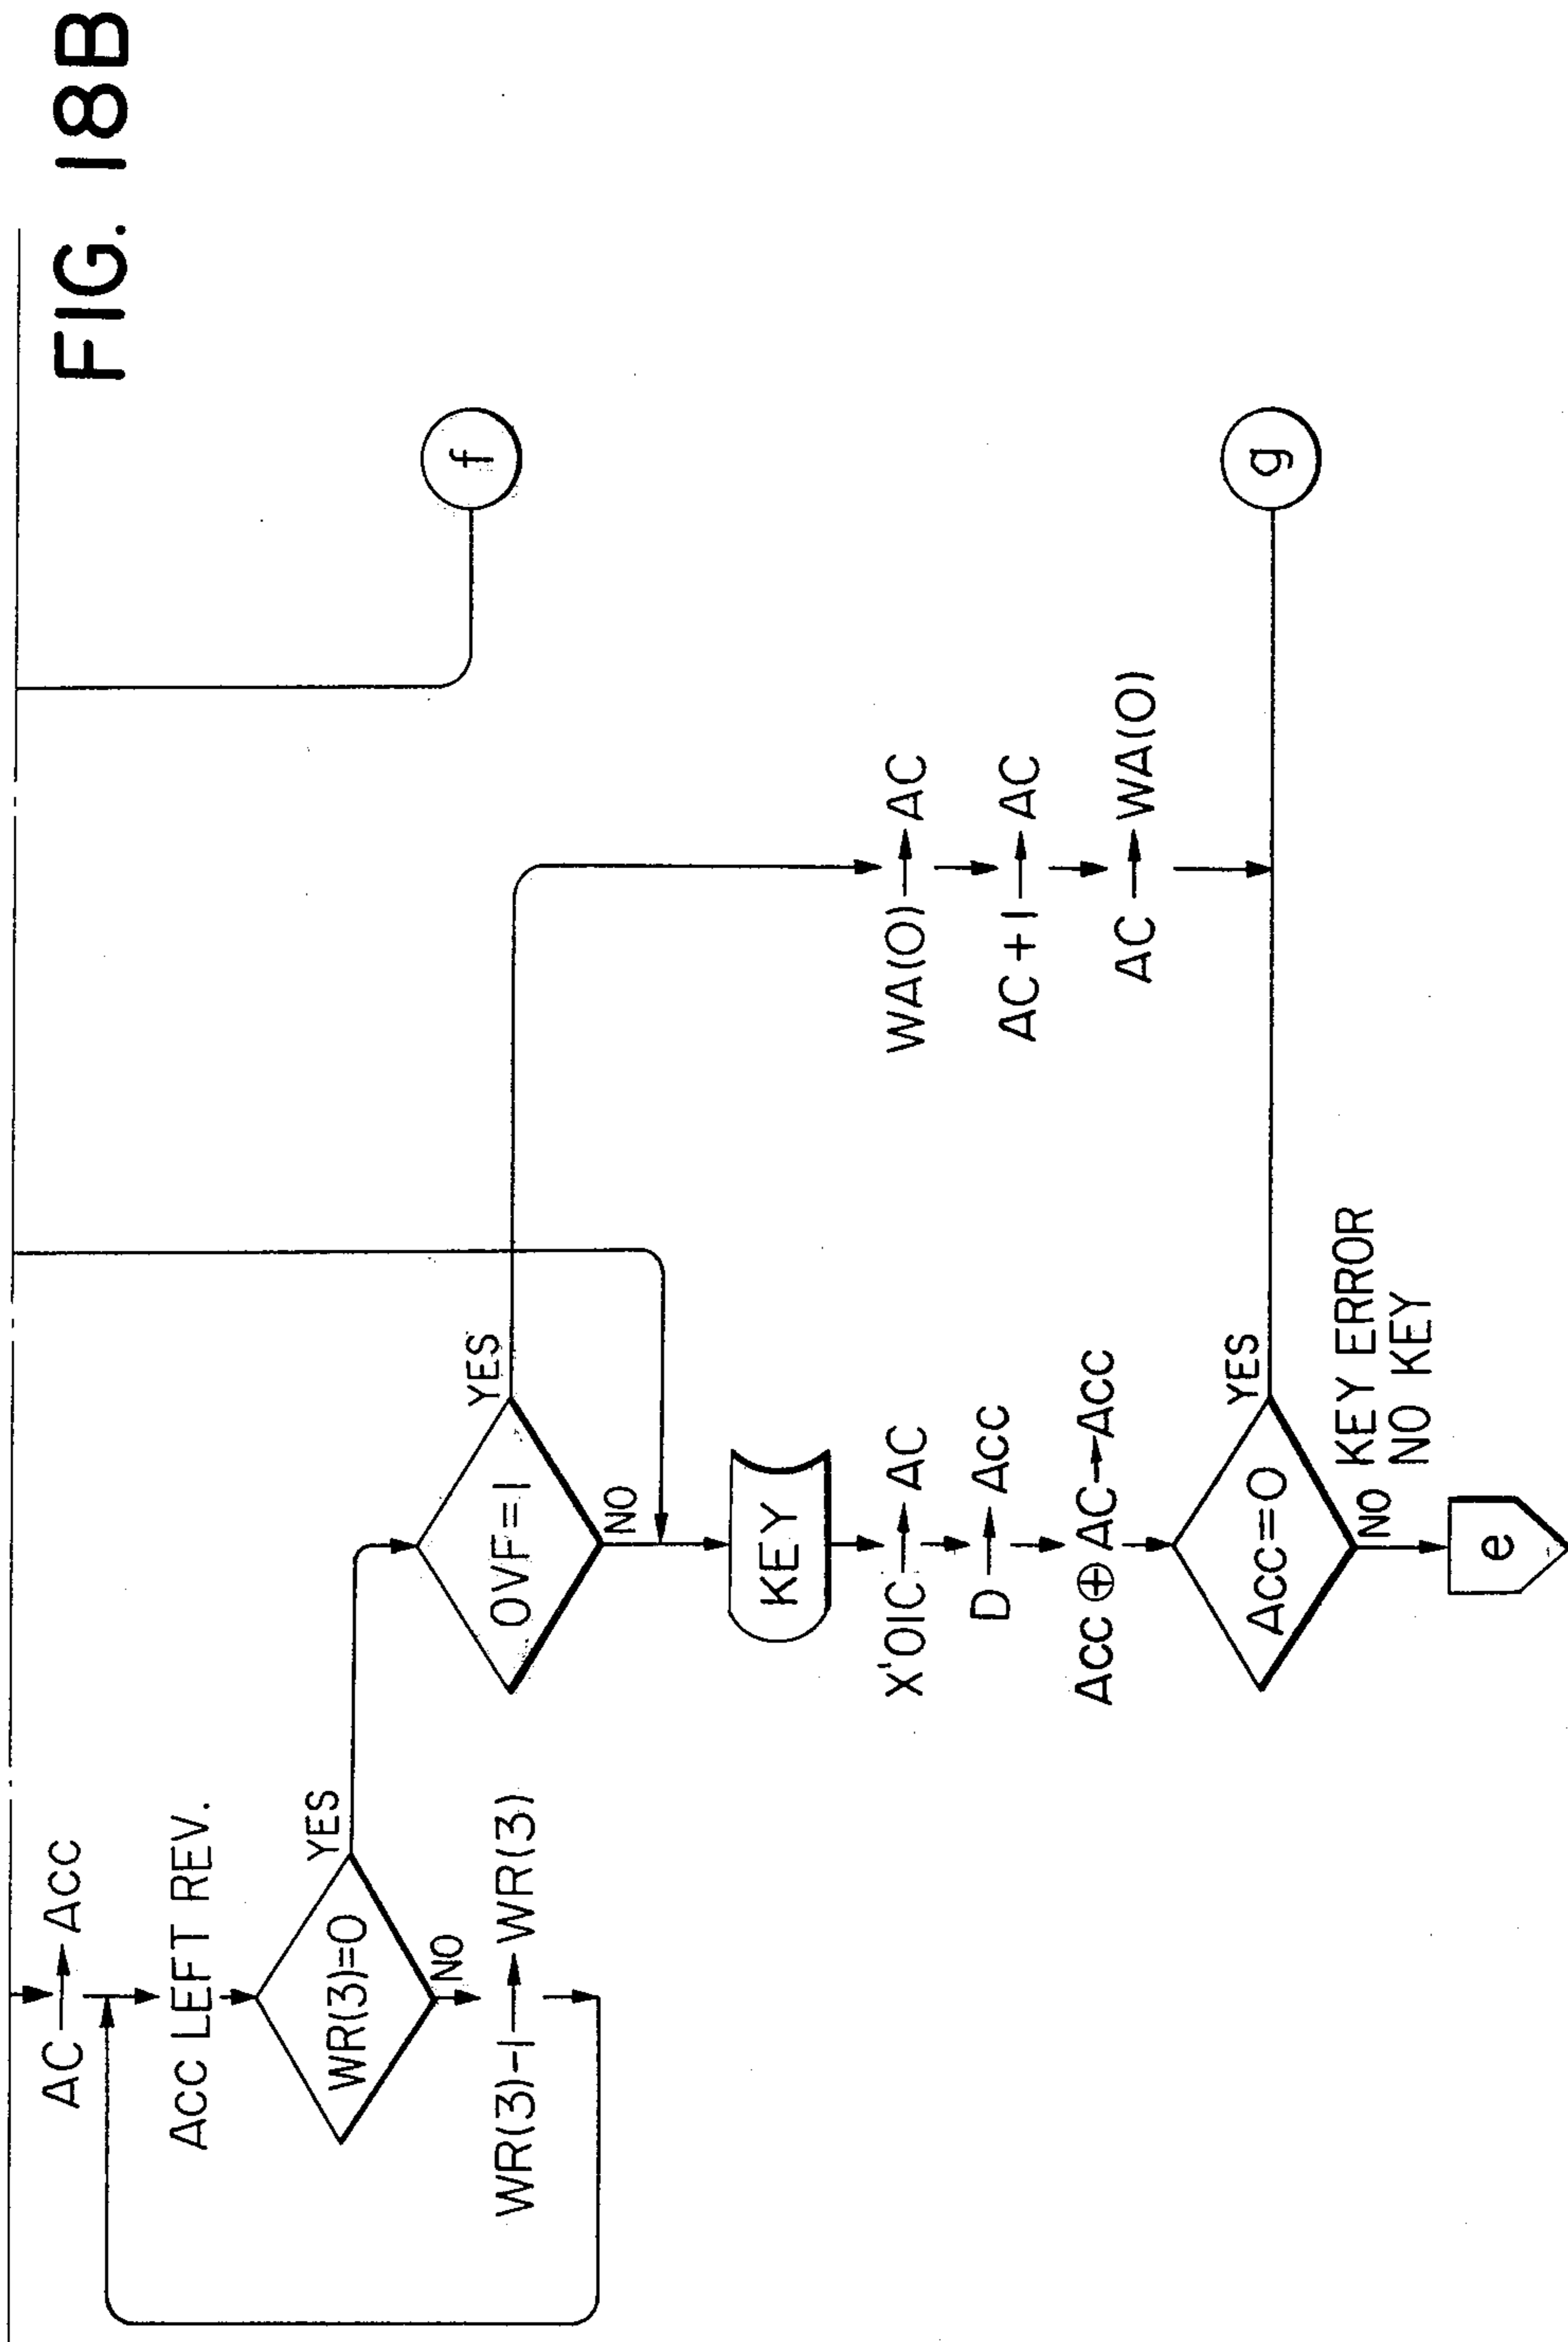 FIG. 18B
AC → ACC
ACC LEFT REV.
WR(3)=0
YES
NO
WR(3)-1 → WR(3)
OVF=1
YES
NO
KEY
X'01C → AC
D → ACC
ACC ⊕ AC → ACC
ACC=0
YES
NO
KEY ERROR
NO KEY
e
WA(0) → AC
AC+1 → AC
AC → WA(0)
f
g